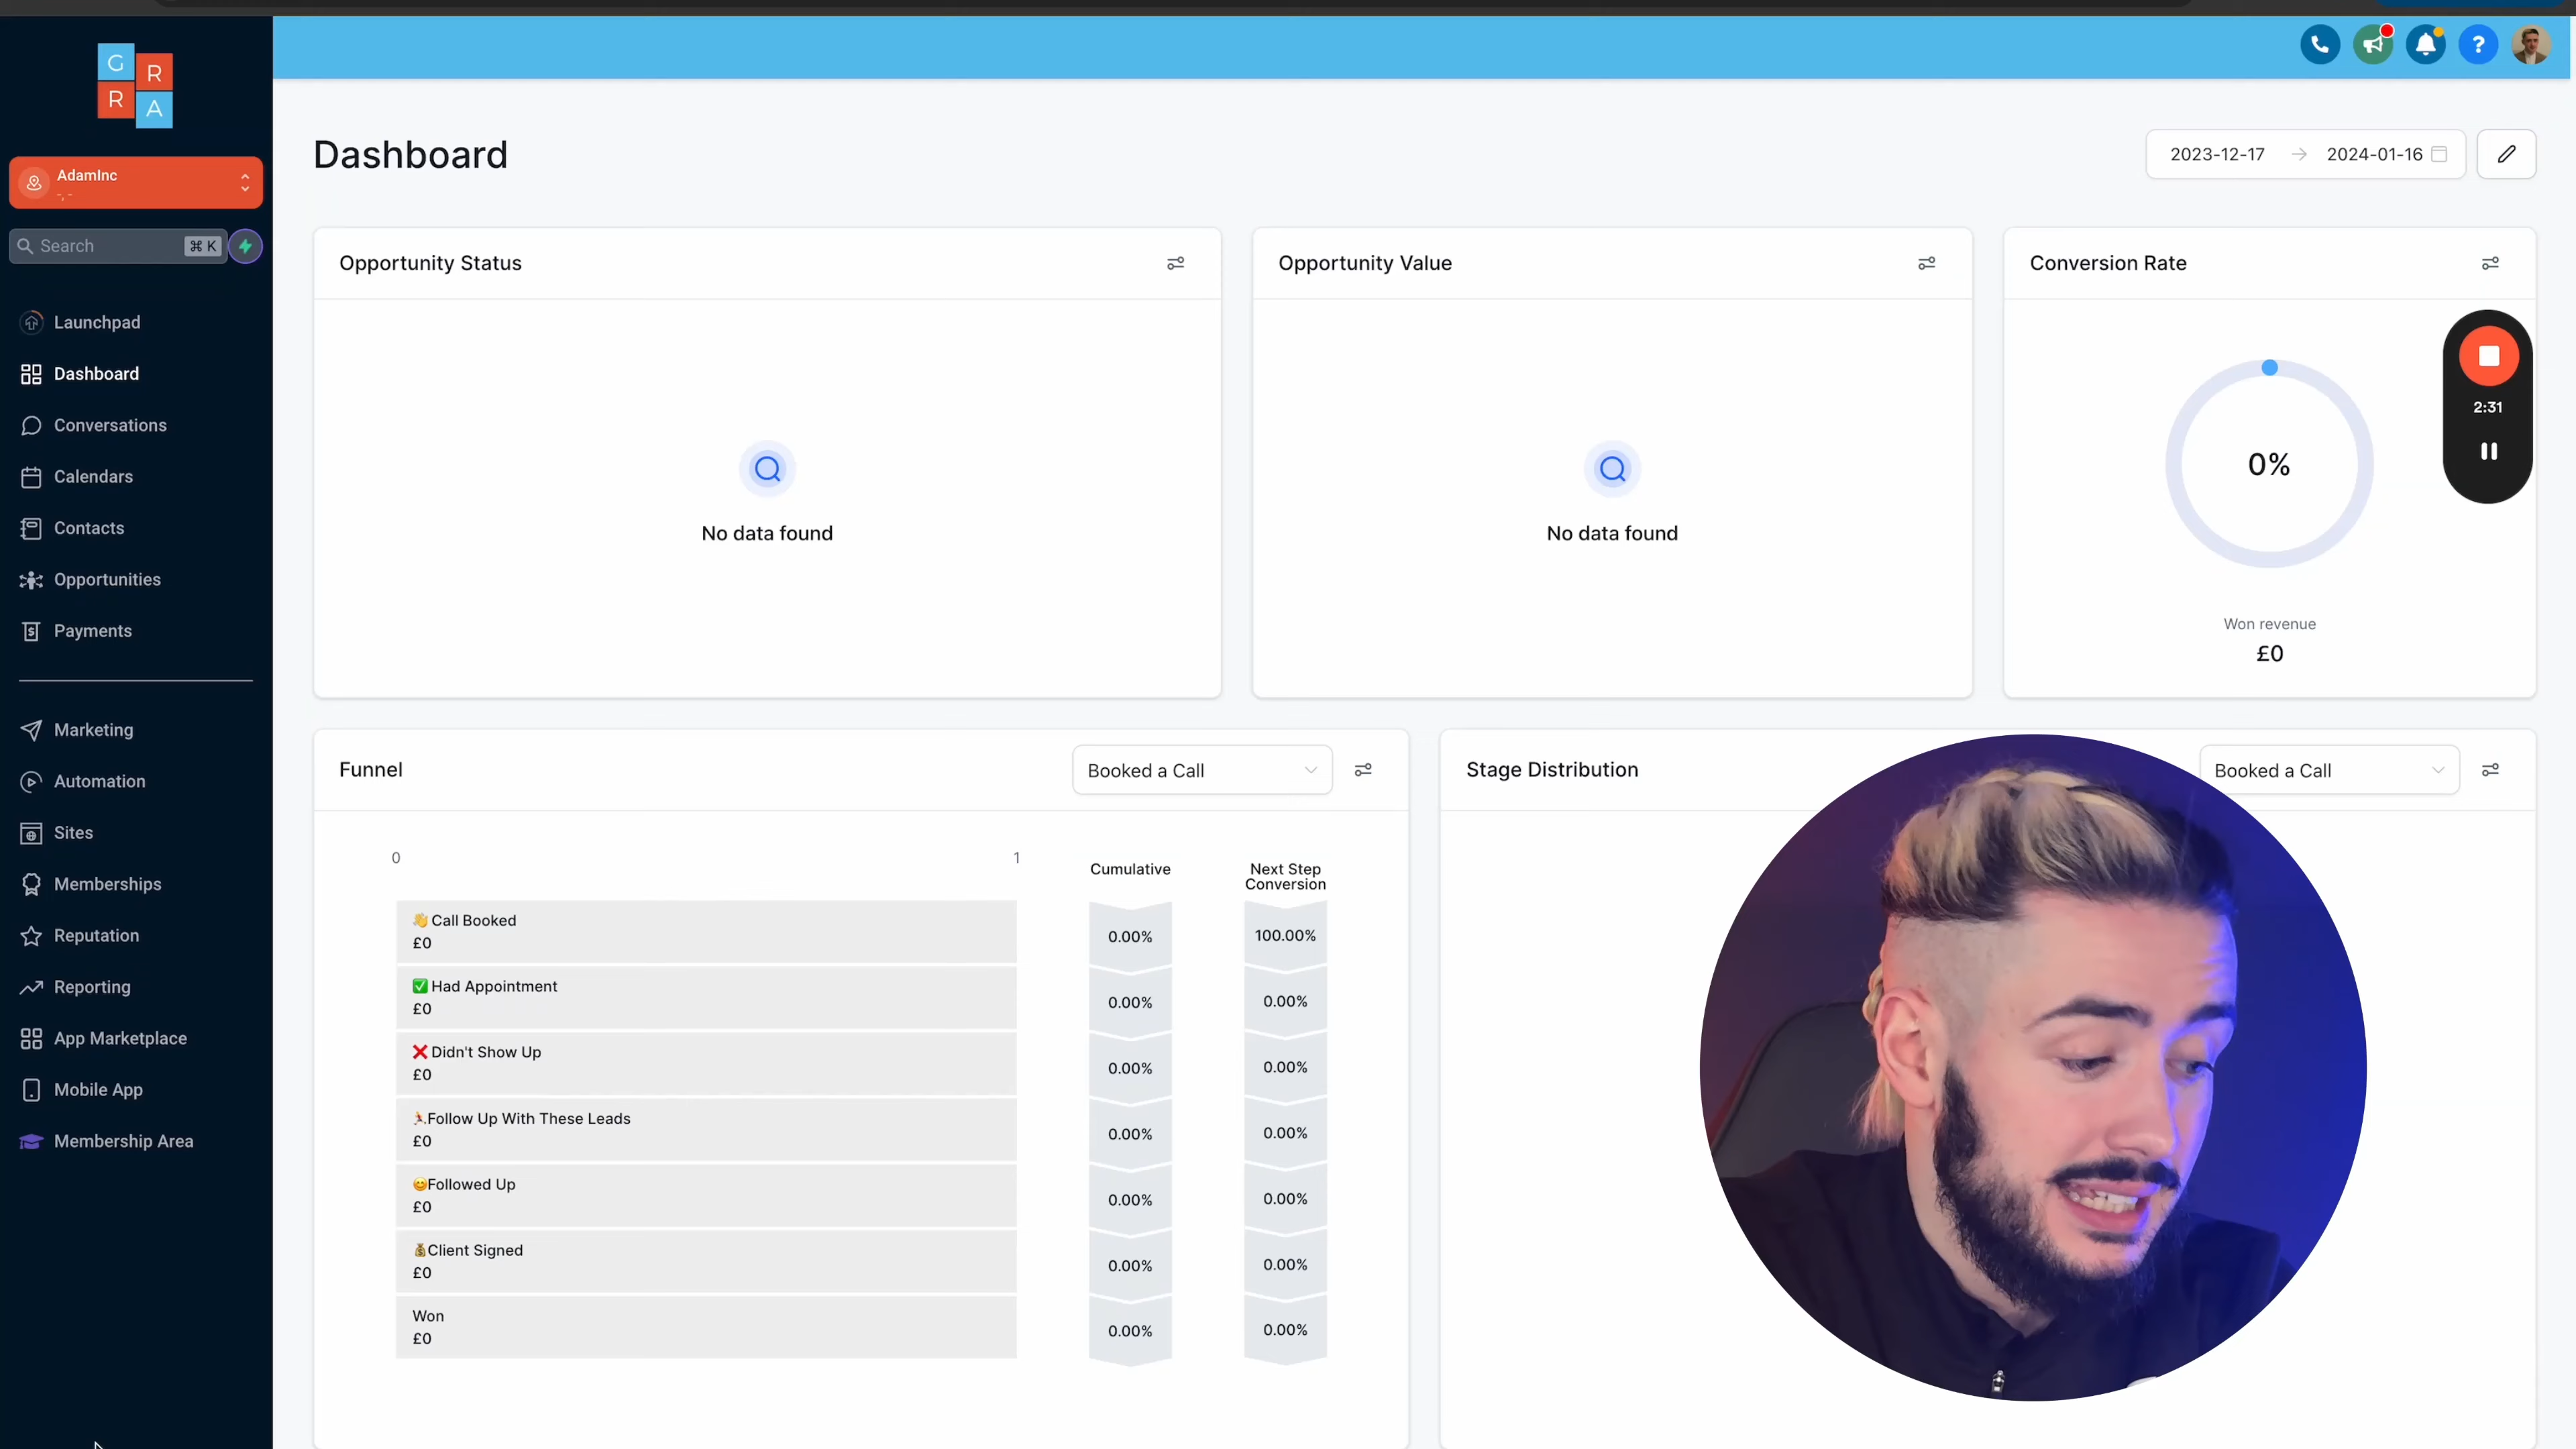 G
R
R
A
AdamInc
-, -
Search
⌘ K
Launchpad
Dashboard
Conversations
Calendars
Contacts
Opportunities
Payments
Marketing
Automation
Sites
Memberships
Reputation
Reporting
App Marketplace
Mobile App
Membership Area
?
Dashboard
2023-12-17 → 2024-01-16
Opportunity Status
No data found
Opportunity Value
No data found
Conversion Rate
0%
Won revenue
£0
2:31
Funnel
Booked a Call
0
1
Cumulative
Next Step
Conversion
👋 Call Booked
£0
0.00%
100.00%
✅ Had Appointment
£0
0.00%
0.00%
❌ Didn't Show Up
£0
0.00%
0.00%
🏃Follow Up With These Leads
£0
0.00%
0.00%
😊Followed Up
£0
0.00%
0.00%
💰Client Signed
£0
0.00%
0.00%
Won
£0
0.00%
0.00%
Stage Distribution
Booked a Call